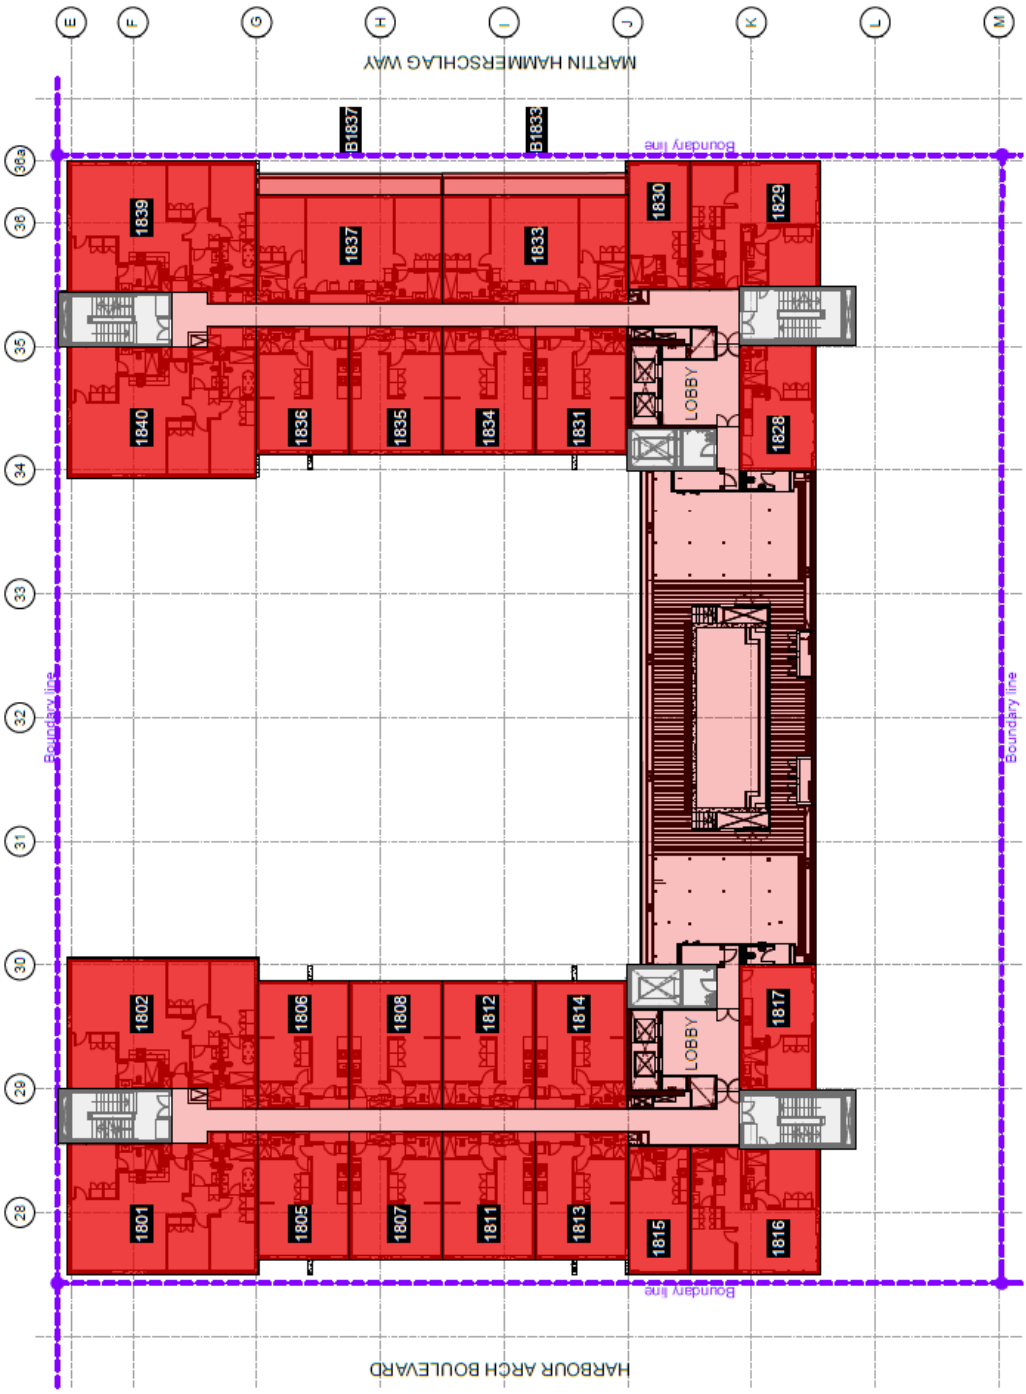 E
F
G
H
I
J
K
L
M
MARTIN HAMMERSCHLAG WAY
B1837
B1833
Boundary line
36a
36
35
34
33
32
31
30
29
28
1839
1837
1833
1830
1829
1840
1836
1835
1834
1831
LOBBY
1828
Boundary line
Boundary line
1802
1806
1808
1812
1814
LOBBY
1817
1801
1805
1807
1811
1813
1815
1816
Boundary line
HARBOUR ARCH BOULEVARD